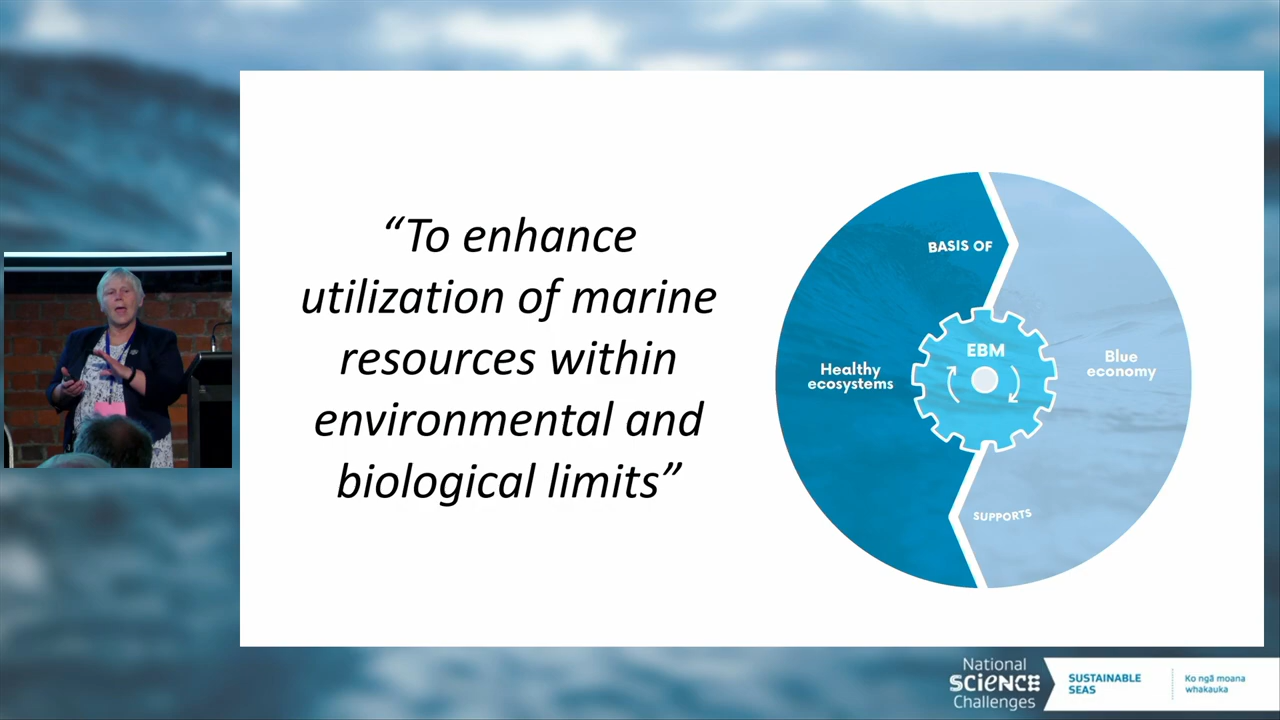 “To enhance
utilization of marine
resources within
environmental and
biological limits”
BASIS OF
EBM
Healthy
ecosystems
Blue
economy
SUPPORTS
National
SCIENCE
Challenges
SUSTAINABLE
SEAS
Ko ngā moana
whakauka